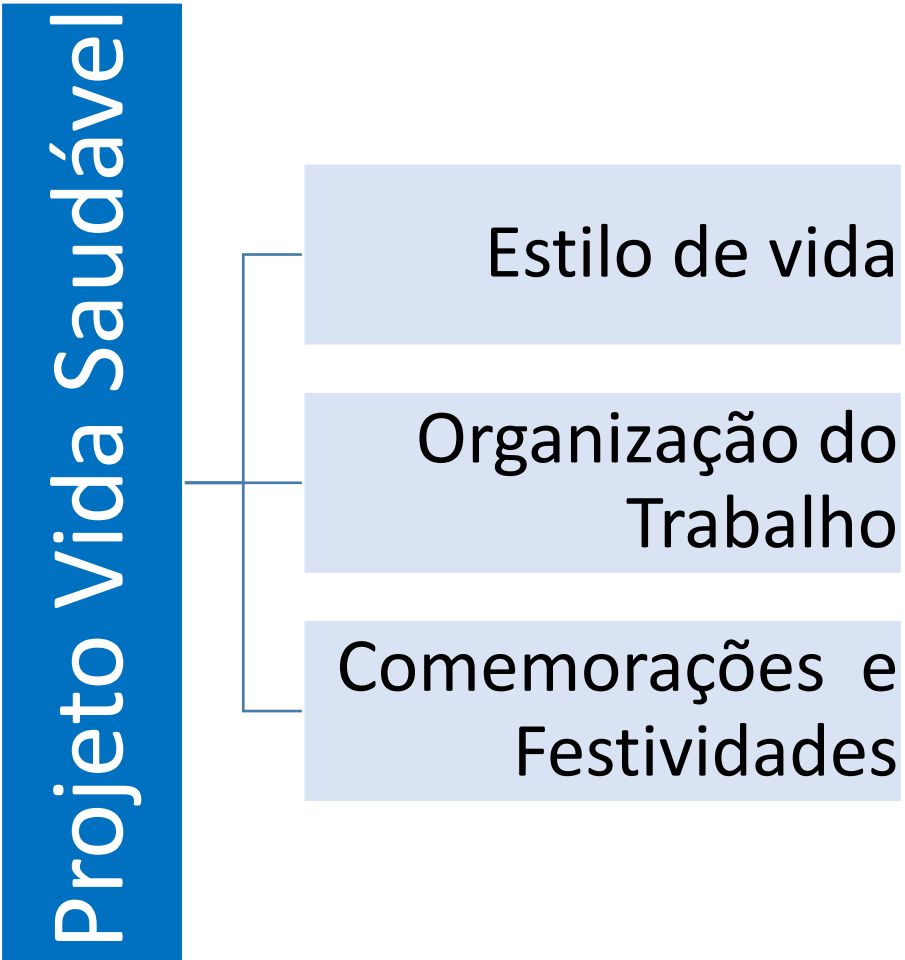 Projeto Vida Saudável
Estilo de vida
Organização do
Trabalho
Comemorações e
Festividades